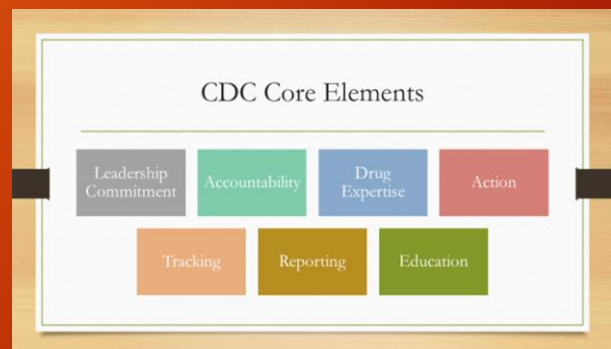 CDC Core Elements
Leadership
Commitment
Accountability
Drug
Expertise
Action
Tracking
Reporting
Education